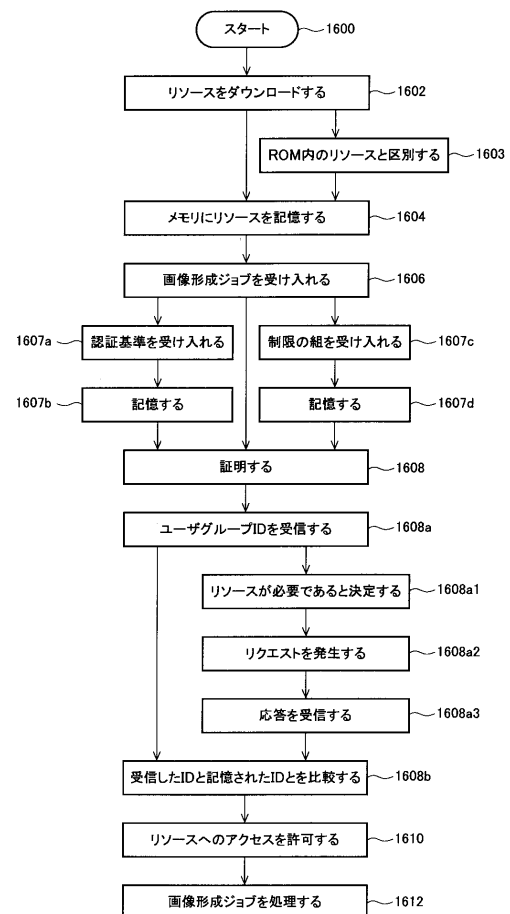 スタート
1600
リソースをダウンロードする
1602
ROM内のリソースと区別する
1603
メモリにリソースを記憶する
1604
画像形成ジョブを受け入れる
1606
1607a
認証基準を受け入れる
制限の組を受け入れる
1607c
1607b
記憶する
記憶する
1607d
証明する
1608
ユーザグループIDを受信する
1608a
リソースが必要であると決定する
1608a1
リクエストを発生する
1608a2
応答を受信する
1608a3
受信したIDと記憶されたIDとを比較する
1608b
リソースへのアクセスを許可する
1610
画像形成ジョブを処理する
1612